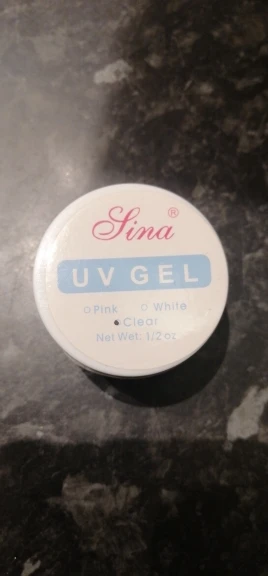 Sina®
UV GEL
○ Pink ○ White
● Clear
Net Wet: 1/2 oz